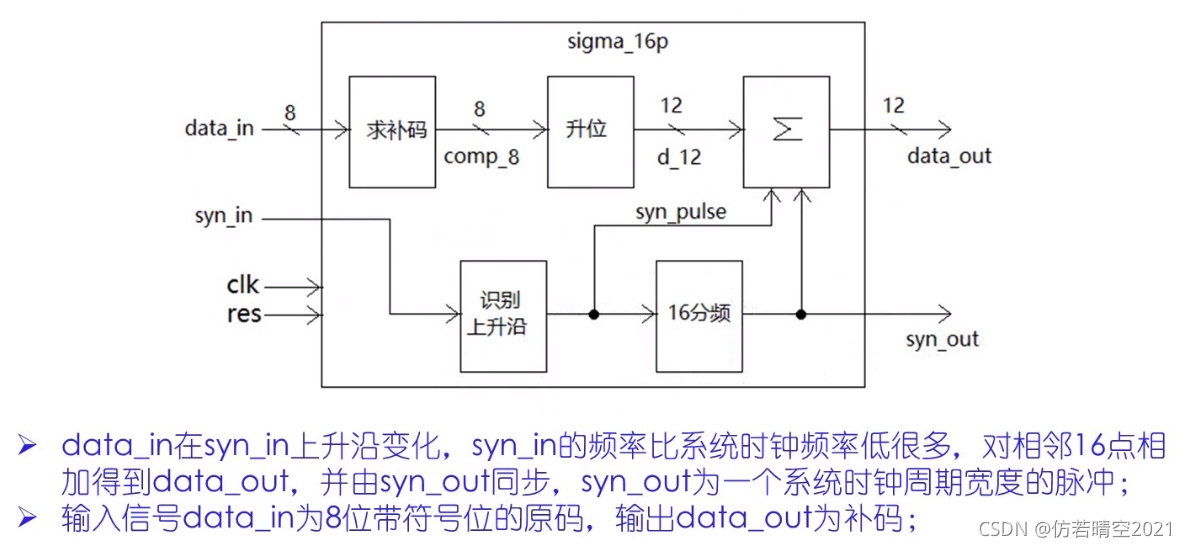 sigma_16p
data_in
8
求补码
8
comp_8
升位
12
d_12
Σ
12
data_out
syn_in
syn_pulse
clk
res
识别
上升沿
16分频
syn_out
➢ data_in在syn_in上升沿变化，syn_in的频率比系统时钟频率低很多，对相邻16点相
加得到data_out，并由syn_out同步，syn_out为一个系统时钟周期宽度的脉冲；
➢ 输入信号data_in为8位带符号位的原码，输出data_out为补码；
CSDN @仿若晴空2021